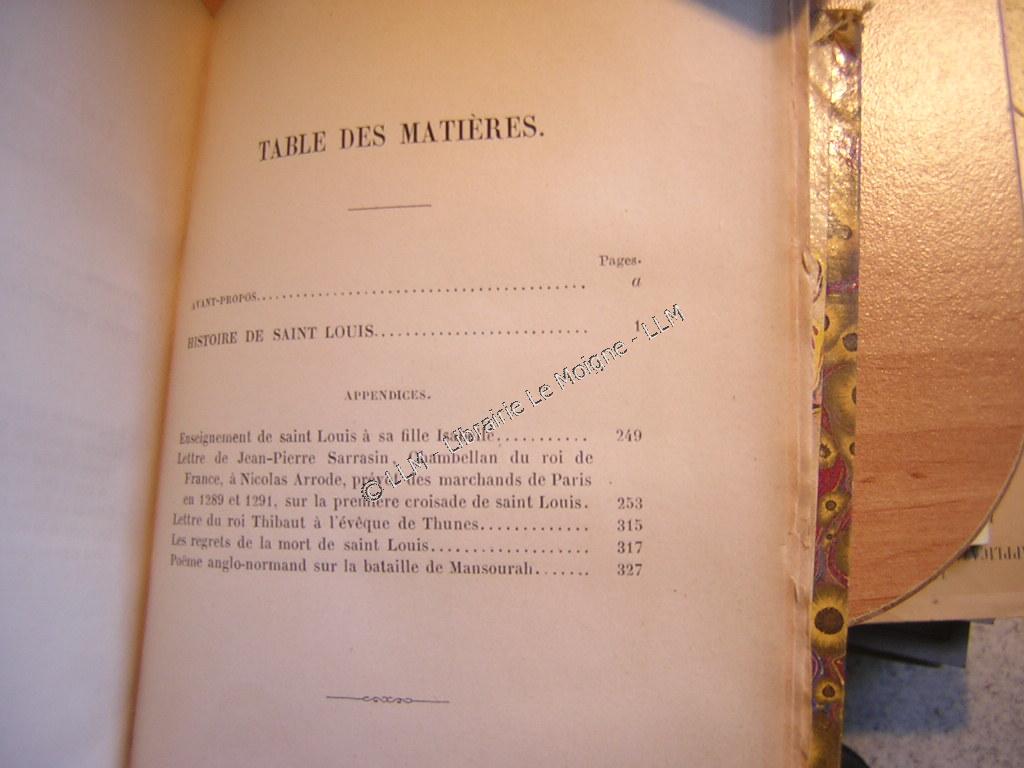 TABLE DES MATIÈRES.
Pages.
AVANT-PROPOS........................................ a
HISTOIRE DE SAINT LOUIS.......................... 1
APPENDICES.
Enseignement de saint Louis à sa fille Isabelle........... 249
Lettre de Jean-Pierre Sarrasin, Chambellan du roi de
France, à Nicolas Arrode, prévôt des marchands de Paris
en 1289 et 1291, sur la première croisade de saint Louis. 253
Lettre du roi Thibaut à l'évêque de Thunes............. 315
Les regrets de la mort de saint Louis................... 317
Poëme anglo-normand sur la bataille de Mansourah....... 327
© LLM - Librairie Le Moigne - LLM